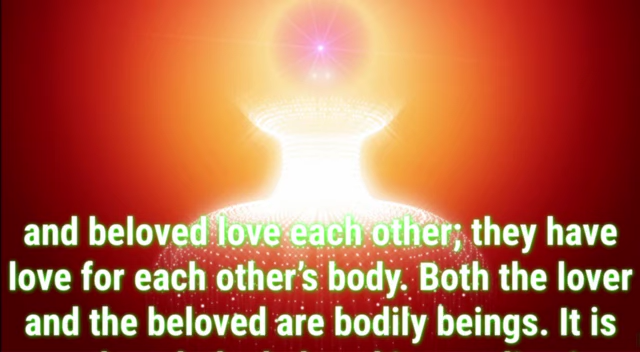 and beloved love each other; they have
love for each other's body. Both the lover
and the beloved are bodily beings. It is